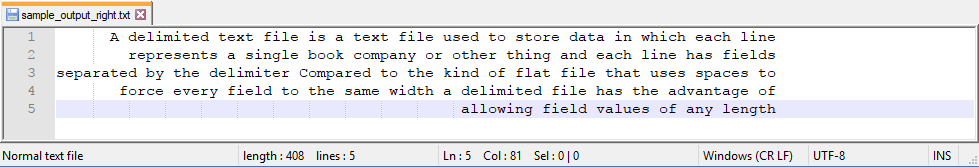 sample_output_right.txt
1 A delimited text file is a text file used to store data in which each line
2 represents a single book company or other thing and each line has fields
3 separated by the delimiter Compared to the kind of flat file that uses spaces to
4 force every field to the same width a delimited file has the advantage of
5 allowing field values of any length
Normal text file length : 408 lines : 5 Ln : 5 Col : 81 Sel : 0 | 0 Windows (CR LF) UTF-8 INS